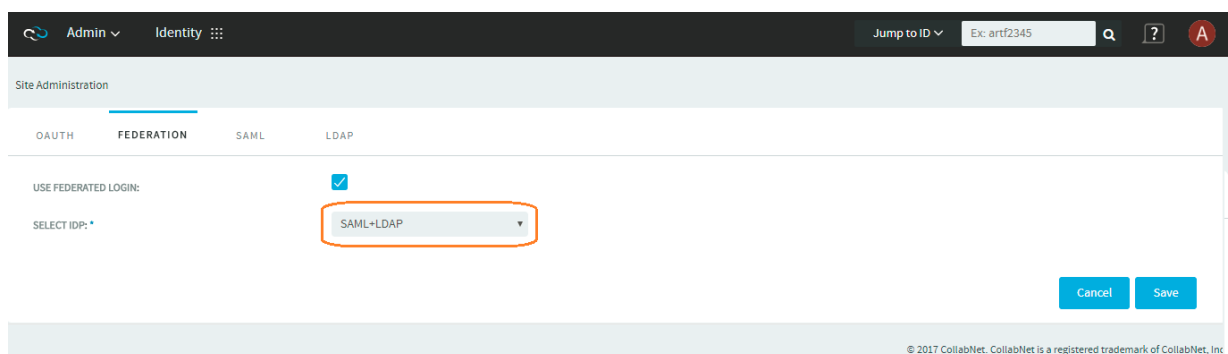 Admin Identity Jump to ID Ex: artf2345 ? A
Site Administration
OAUTH FEDERATION SAML LDAP
USE FEDERATED LOGIN:
SELECT IDP: * SAML+LDAP
Cancel Save
© 2017 CollabNet. CollabNet is a registered trademark of CollabNet, Inc